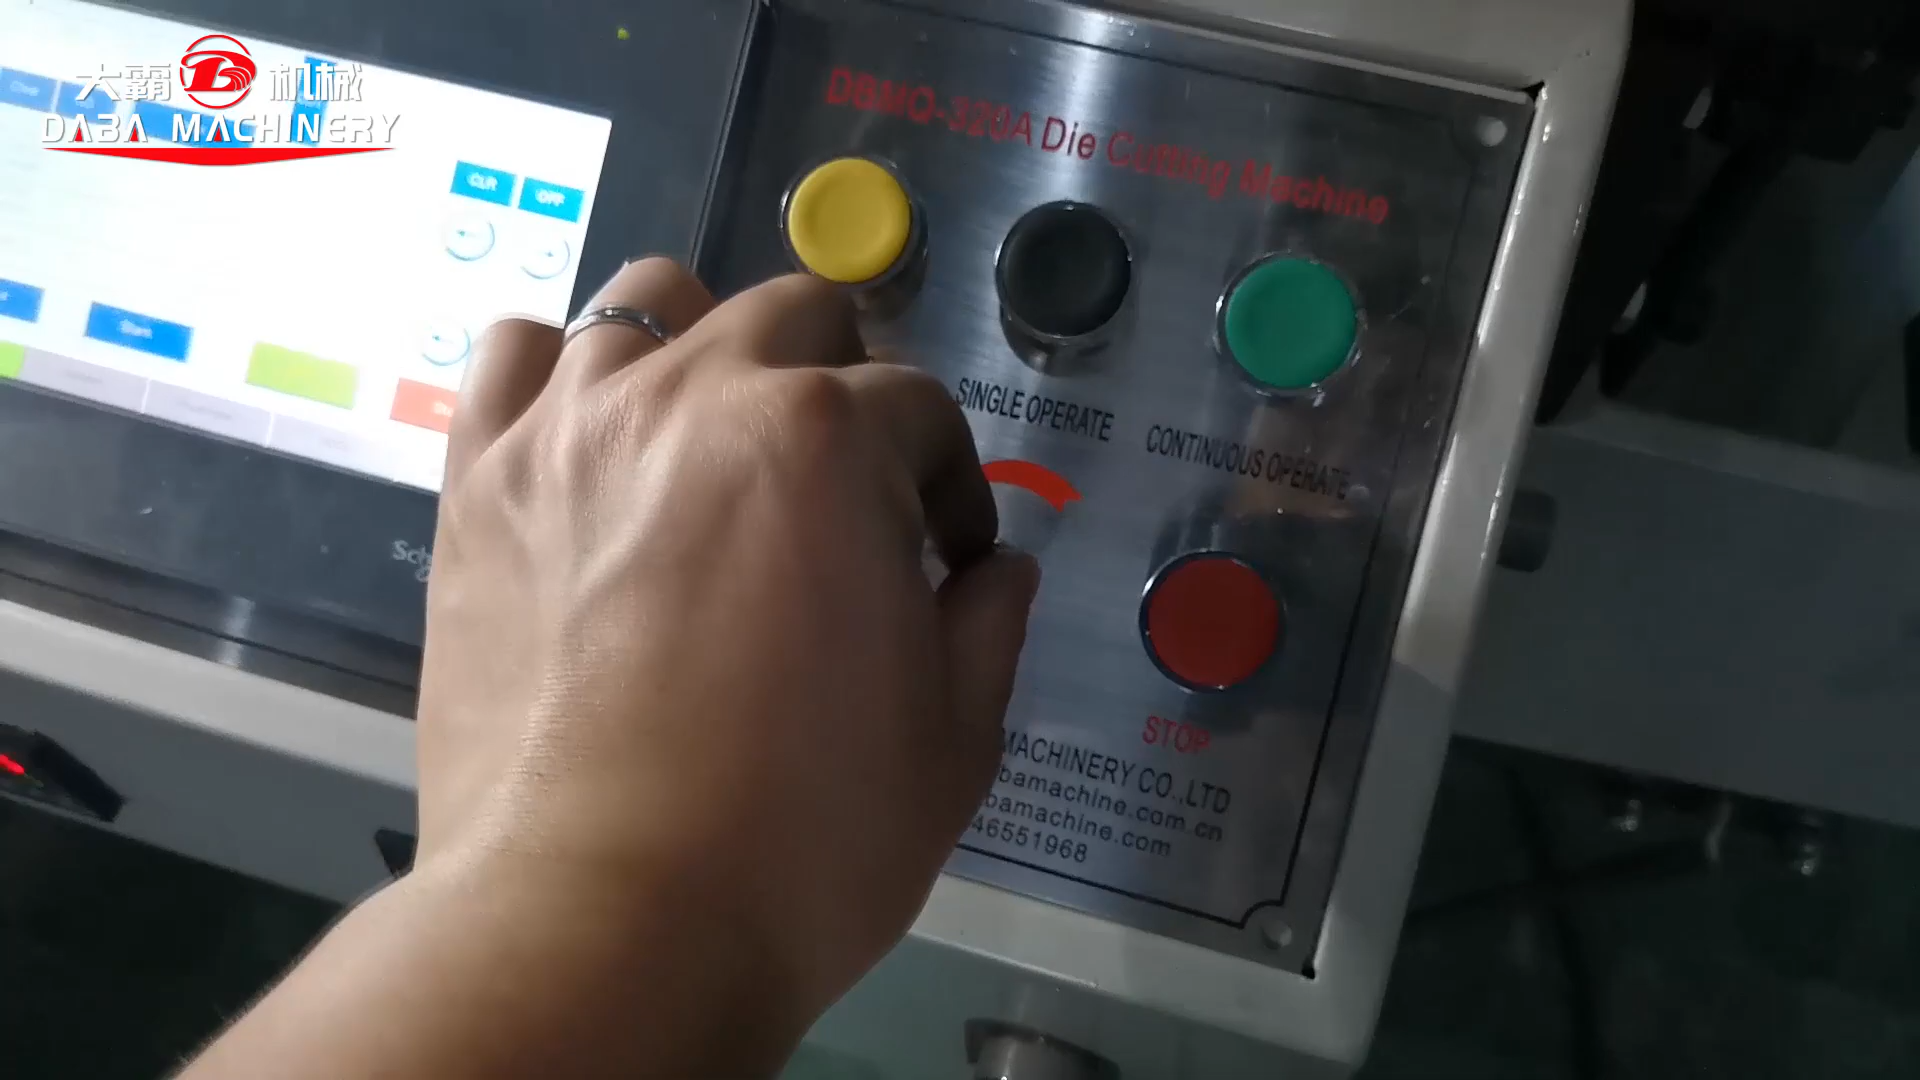 大霸机械
DABA MACHINERY
DBMQ-320A Die Cutting Machine
CLR
OFF
Start
SINGLE OPERATE
CONTINUOUS OPERATE
STOP
MACHINERY CO.,LTD
bamachine.com.cn
bamachine.com
46551968